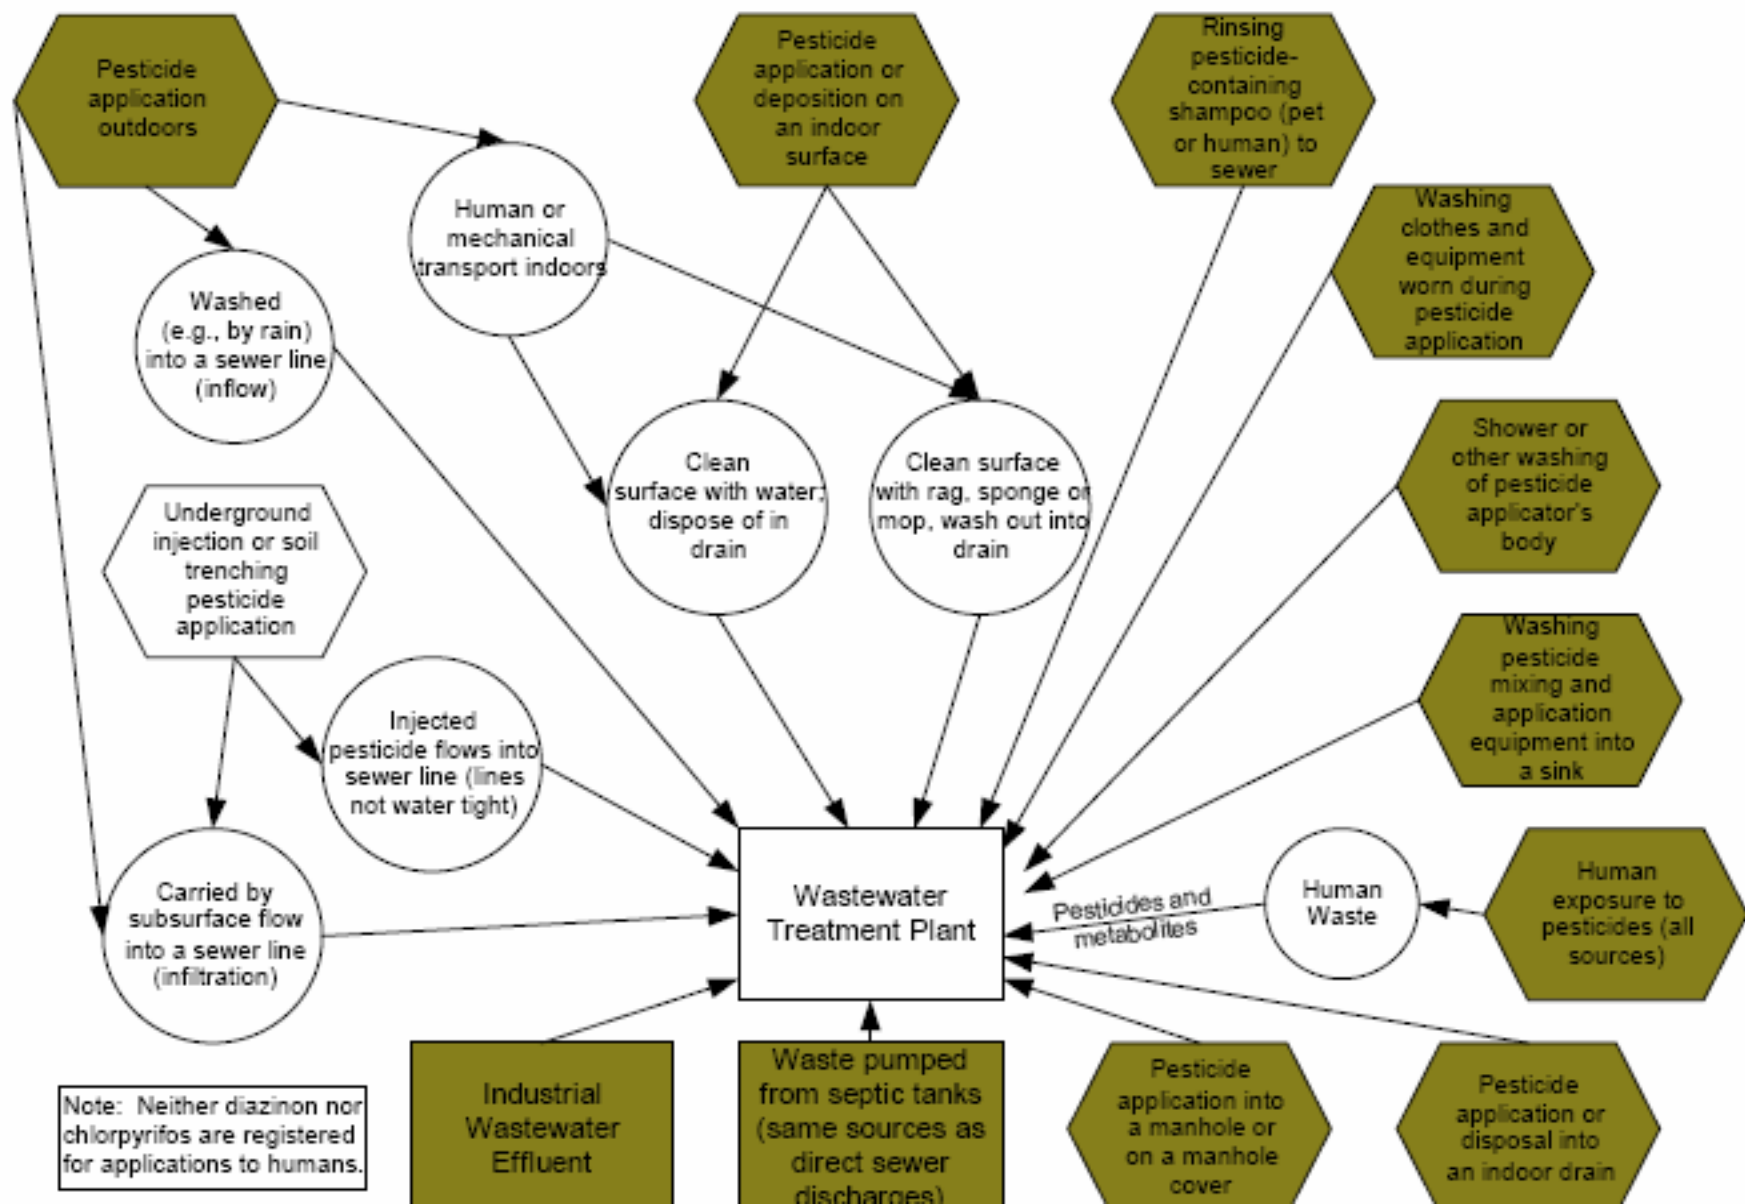 Pesticide
application
outdoors
Pesticide
application or
deposition on
an indoor
surface
Rinsing
pesticide-
containing
shampoo (pet
or human) to
sewer
Human or
mechanical
transport indoors
Washing
clothes and
equipment
worn during
pesticide
application
Washed
(e.g., by rain)
into a sewer line
(inflow)
Clean
surface with water;
dispose of in
drain
Clean surface
with rag, sponge or
mop, wash out into
drain
Shower or
other washing
of pesticide
applicator's
body
Underground
injection or soil
trenching
pesticide
application
Injected
pesticide flows into
sewer line (lines
not water tight)
Washing
pesticide
mixing and
application
equipment into
a sink
Carried by
subsurface flow
into a sewer line
(infiltration)
Wastewater
Treatment Plant
Pesticides and
metabolites
Human
Waste
Human
exposure to
pesticides (all
sources)
Note: Neither diazinon nor
chlorpyrifos are registered
for applications to humans.
Industrial
Wastewater
Effluent
Waste pumped
from septic tanks
(same sources as
direct sewer
discharges)
Pesticide
application into
a manhole or
on a manhole
cover
Pesticide
application or
disposal into
an indoor drain